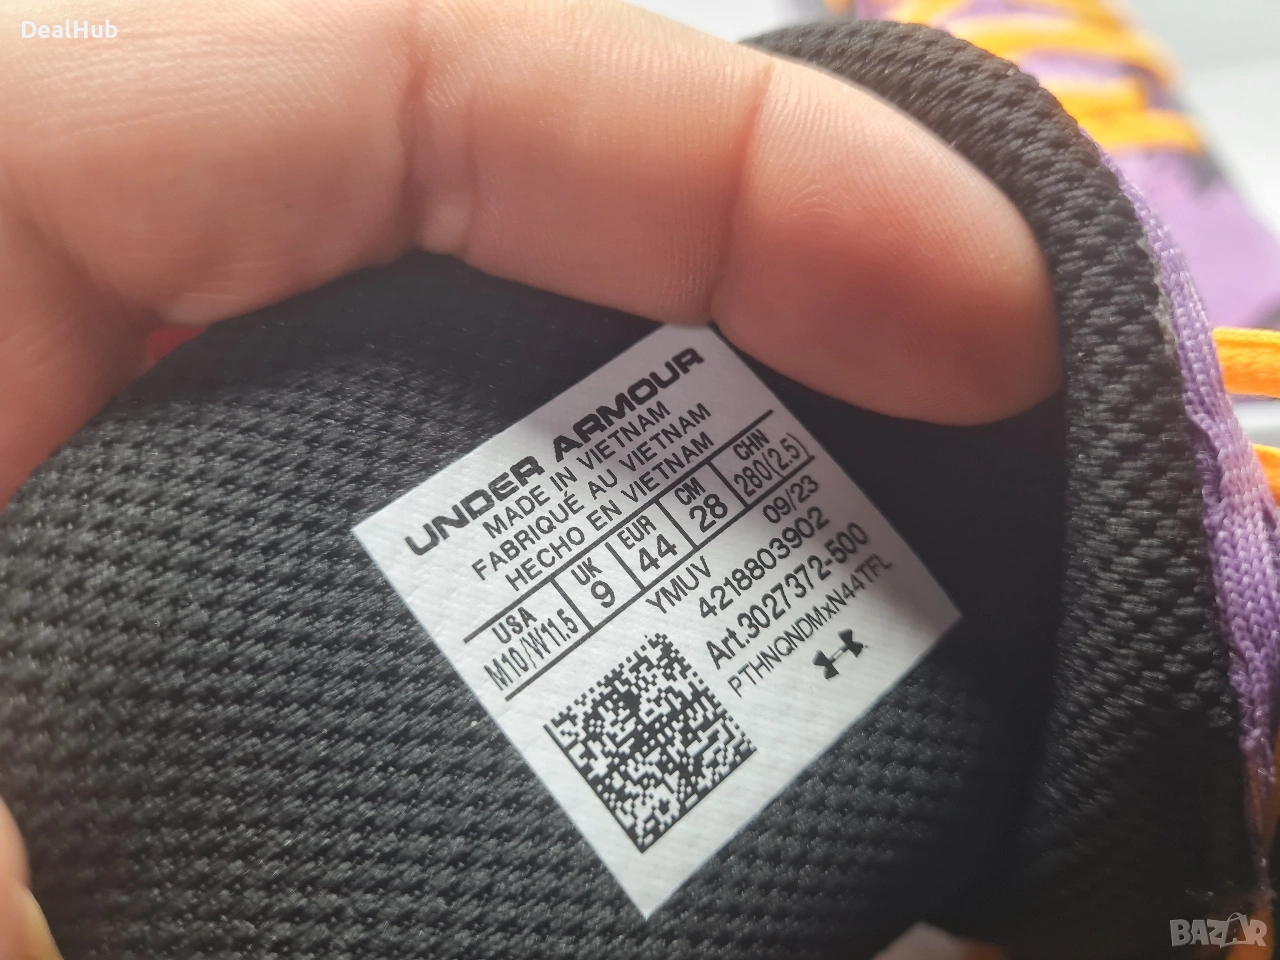 DealHub
UNDER ARMOUR
MADE IN VIETNAM
FABRIQUÉ AU VIETNAM
HECHO EN VIETNAM
USA UK EUR CM CHN
M10/W11.5 9 44 28 280(2.5)
YMUV 09/23
4218803902
Art.3027372-500
PTHNQNDMxN44TFL
BAZAR